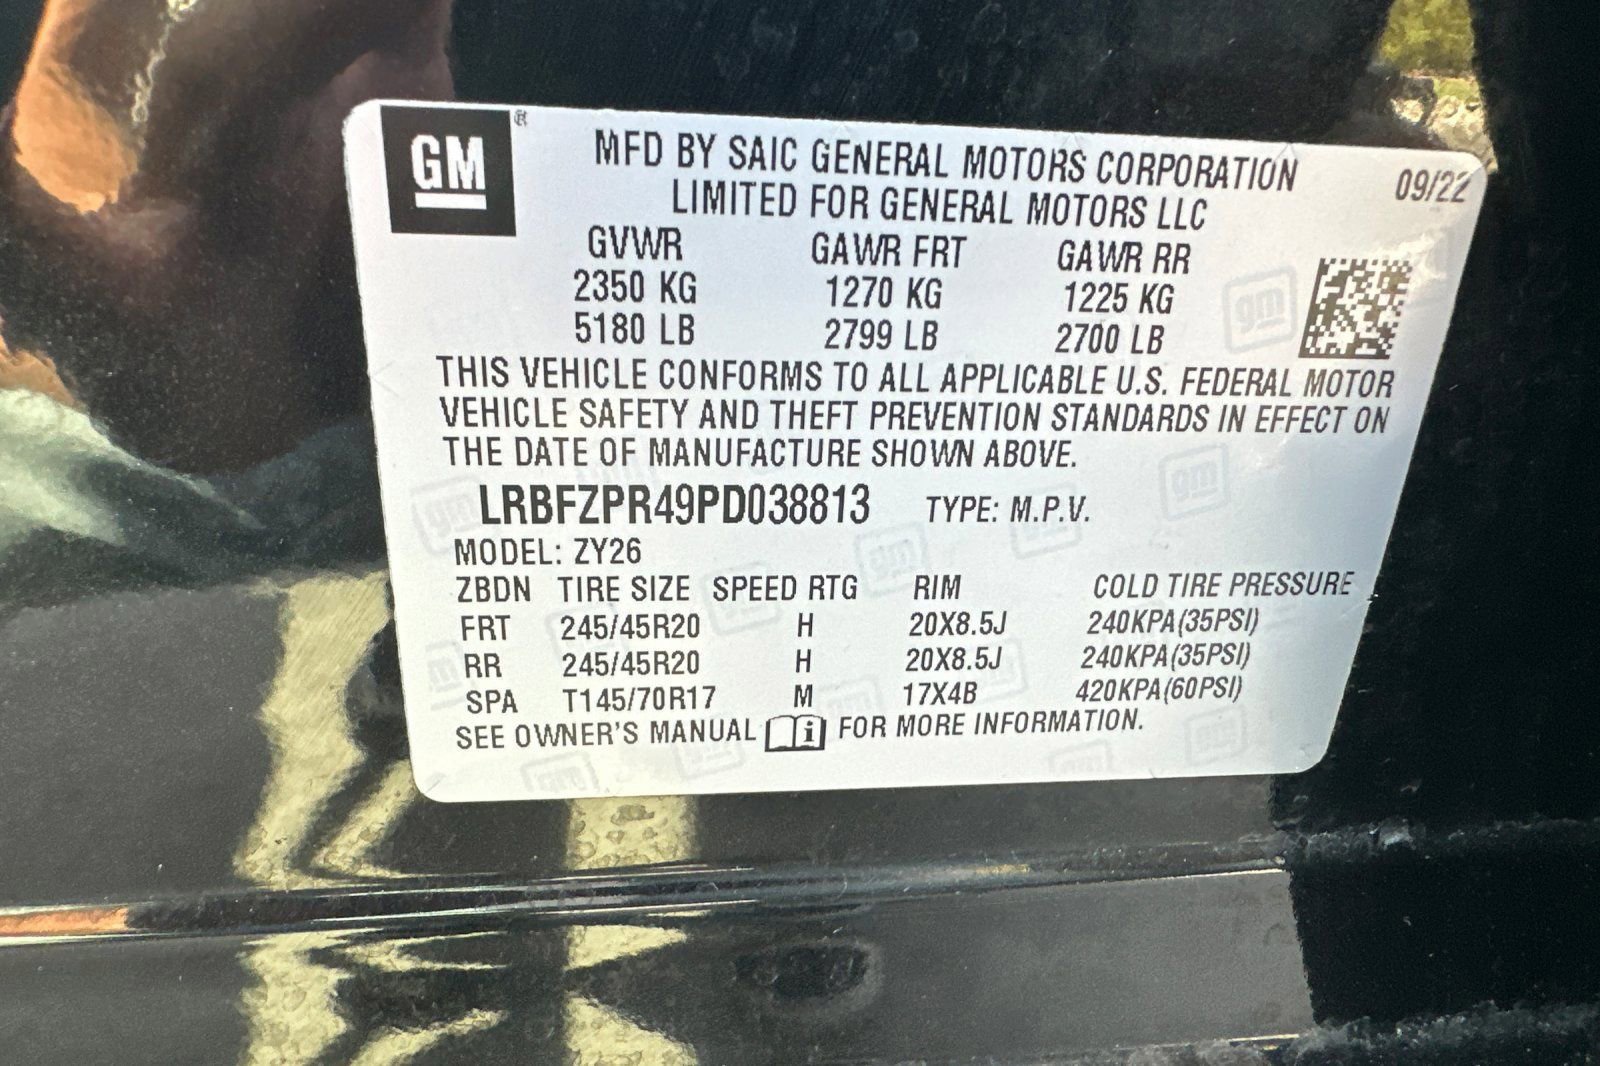 GM ®
MFD BY SAIC GENERAL MOTORS CORPORATION
LIMITED FOR GENERAL MOTORS LLC
09/22
GVWR GAWR FRT GAWR RR
2350 KG 1270 KG 1225 KG
5180 LB 2799 LB 2700 LB
THIS VEHICLE CONFORMS TO ALL APPLICABLE U.S. FEDERAL MOTOR
VEHICLE SAFETY AND THEFT PREVENTION STANDARDS IN EFFECT ON
THE DATE OF MANUFACTURE SHOWN ABOVE.
LRBFZPR49PD038813 TYPE: M.P.V.
MODEL: ZY26
ZBDN TIRE SIZE SPEED RTG RIM COLD TIRE PRESSURE
FRT 245/45R20 H 20X8.5J 240KPA(35PSI)
RR 245/45R20 H 20X8.5J 240KPA(35PSI)
SPA T145/70R17 M 17X4B 420KPA(60PSI)
SEE OWNER'S MANUAL i FOR MORE INFORMATION.